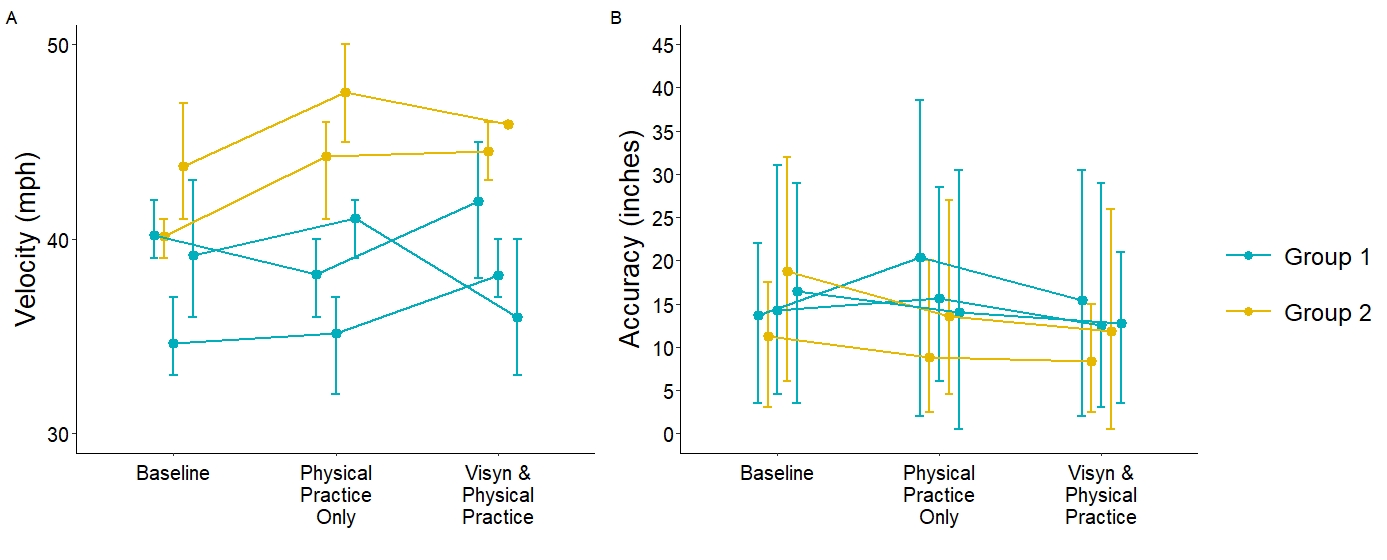 A
Velocity (mph)
50
40
30
Baseline
Physical
Practice
Only
Visyn &
Physical
Practice
B
Accuracy (inches)
45
40
35
30
25
20
15
10
5
0
Baseline
Physical
Practice
Only
Visyn &
Physical
Practice
Group 1
Group 2